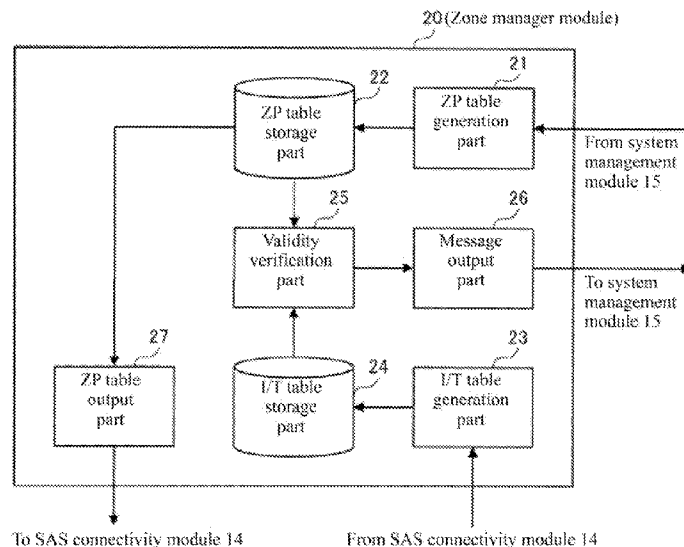 20 (Zone manager module)
22
ZP table
storage
part
21
ZP table
generation
part
From system
management
module 15
25
Validity
verification
part
26
Message
output
part
To system
management
module 15
27
ZP table
output
part
24
I/T table
storage
part
23
I/T table
generation
part
To SAS connectivity module 14
From SAS connectivity module 14